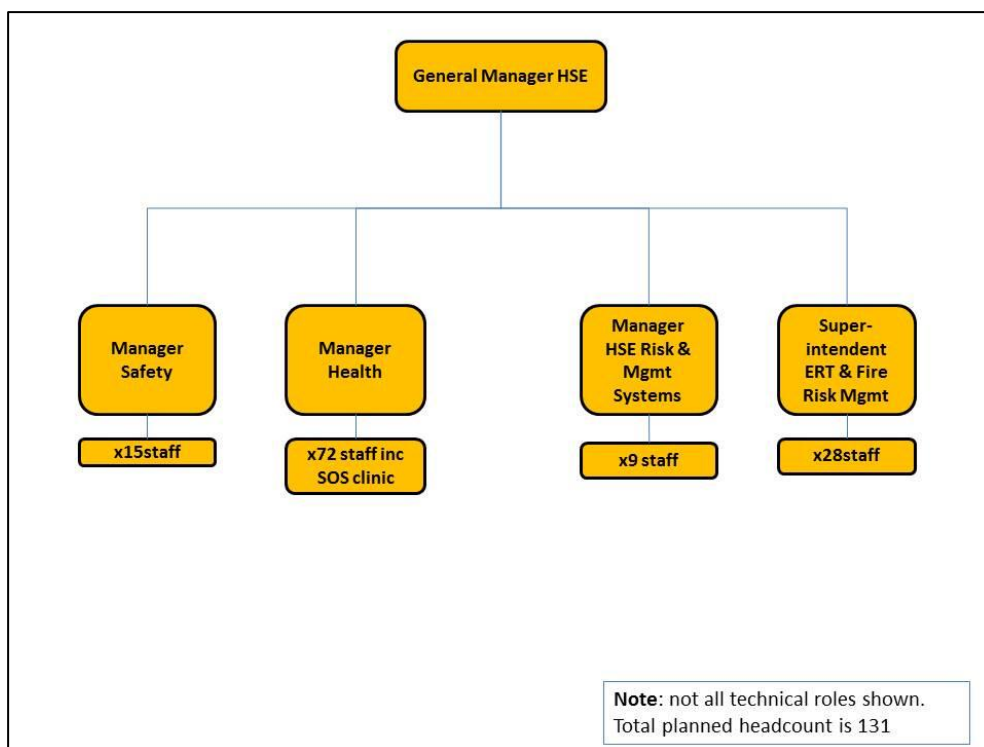 General Manager HSE
Manager
Safety
Manager
Health
Manager
HSE Risk &
Mgmt
Systems
Super-
intendent
ERT & Fire
Risk Mgmt
x15staff
x72 staff inc
SOS clinic
x9 staff
x28staff
Note: not all technical roles shown.
Total planned headcount is 131